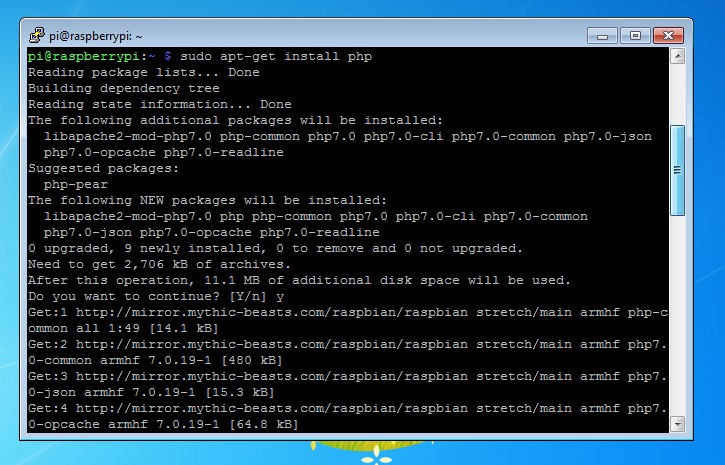 pi@raspberrypi: ~
pi@raspberrypi:~ $ sudo apt-get install php
Reading package lists... Done
Building dependency tree
Reading state information... Done
The following additional packages will be installed:
  libapache2-mod-php7.0 php-common php7.0 php7.0-cli php7.0-common php7.0-json
  php7.0-opcache php7.0-readline
Suggested packages:
  php-pear
The following NEW packages will be installed:
  libapache2-mod-php7.0 php php-common php7.0 php7.0-cli php7.0-common
  php7.0-json php7.0-opcache php7.0-readline
0 upgraded, 9 newly installed, 0 to remove and 0 not upgraded.
Need to get 2,706 kB of archives.
After this operation, 11.1 MB of additional disk space will be used.
Do you want to continue? [Y/n] y
Get:1 http://mirror.mythic-beasts.com/raspbian/raspbian stretch/main armhf php-c
ommon all 1:49 [14.1 kB]
Get:2 http://mirror.mythic-beasts.com/raspbian/raspbian stretch/main armhf php7.
0-common armhf 7.0.19-1 [480 kB]
Get:3 http://mirror.mythic-beasts.com/raspbian/raspbian stretch/main armhf php7.
0-json armhf 7.0.19-1 [15.3 kB]
Get:4 http://mirror.mythic-beasts.com/raspbian/raspbian stretch/main armhf php7.
0-opcache armhf 7.0.19-1 [64.8 kB]